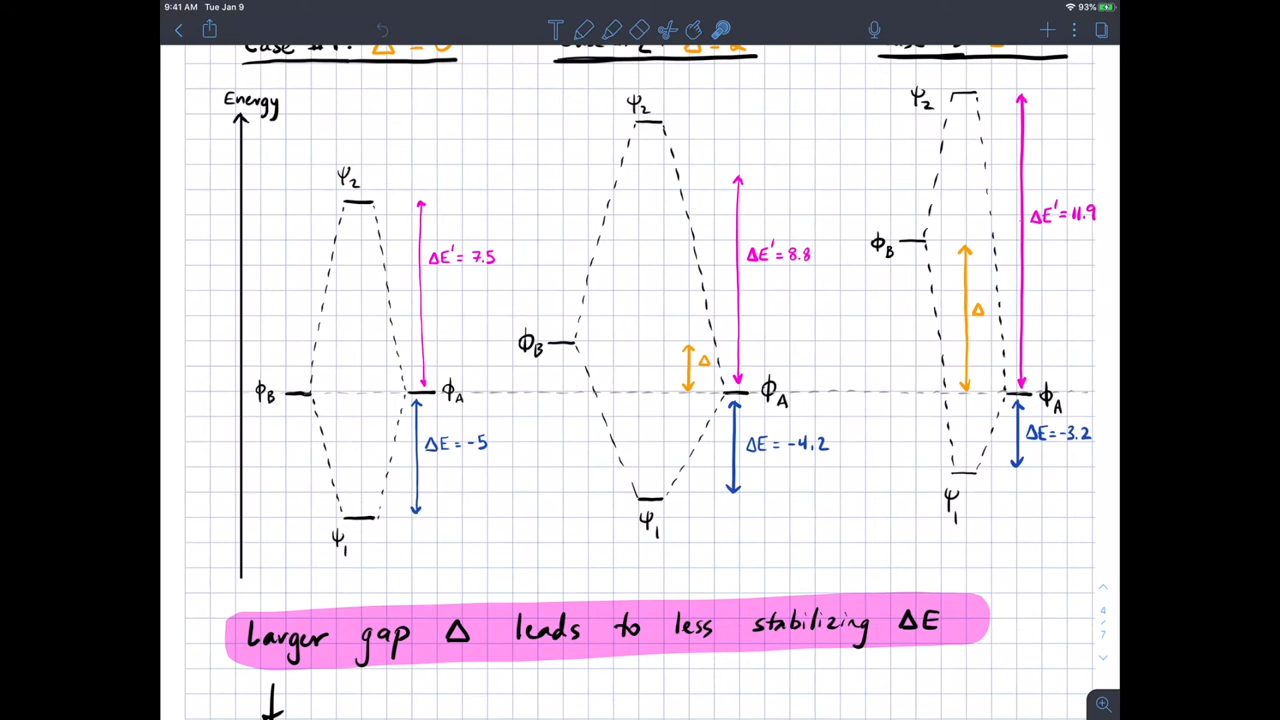 9:41 AM Tue Jan 9
93%
Energy
ψ2
ΔE' = 7.5
ΦB
ΦA
ΔE = -5
ψ1
ψ2
ΔE' = 8.8
ΦB
Δ
ΦA
ΔE = -4.2
ψ1
ψ2
ΔE' = 11.9
ΦB
Δ
ΦA
ΔE = -3.2
ψ1
Larger gap Δ leads to less stabilizing ΔE
4
7